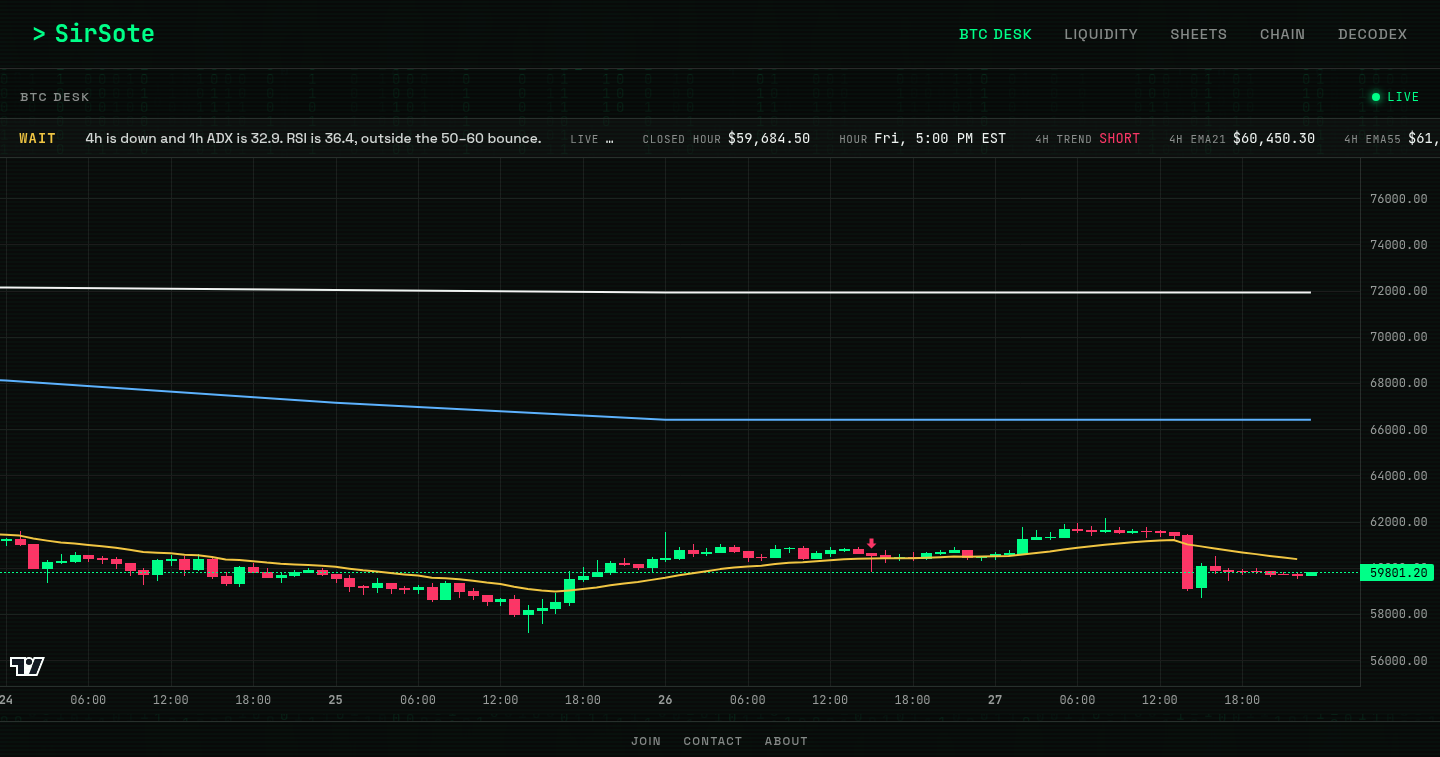 > SirSote
BTC DESK LIQUIDITY SHEETS CHAIN DECODEX
BTC DESK
LIVE
WAIT 4h is down and 1h ADX is 32.9. RSI is 36.4, outside the 50–60 bounce. LIVE … CLOSED HOUR $59,684.50 HOUR Fri, 5:00 PM EST 4H TREND SHORT 4H EMA21 $60,450.30 4H EMA55 $61,
76000.00
74000.00
72000.00
70000.00
68000.00
66000.00
64000.00
62000.00
59801.20
58000.00
56000.00
24 06:00 12:00 18:00 25 06:00 12:00 18:00 26 06:00 12:00 18:00 27 06:00 12:00 18:00
JOIN CONTACT ABOUT